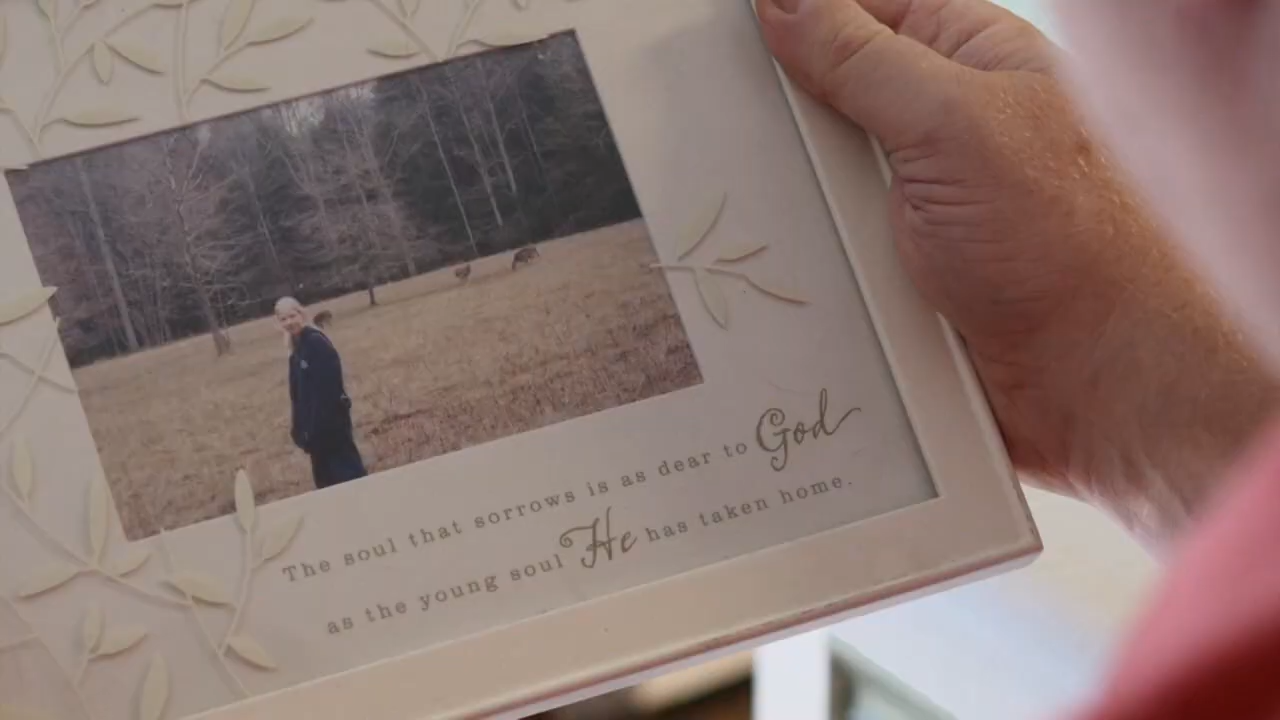 The soul that sorrows is as dear to God
as the young soul He has taken home.